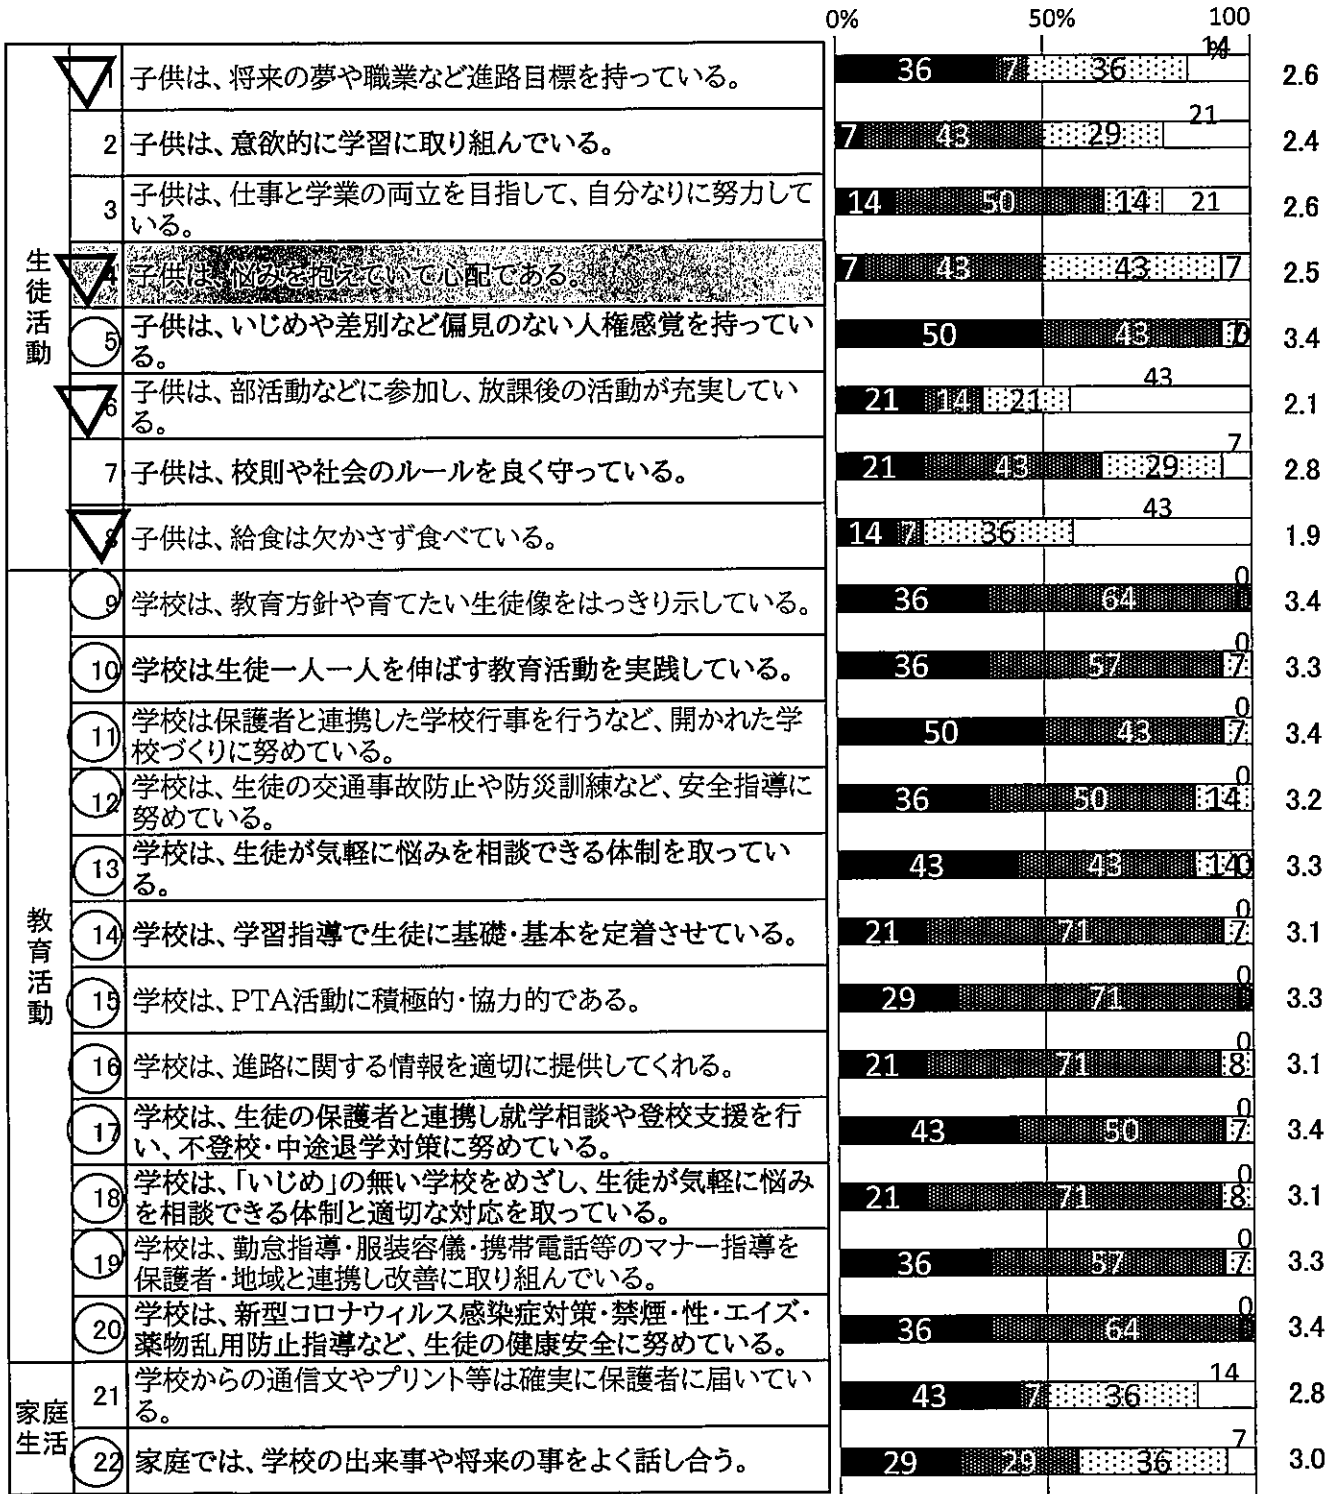 0% 50% 100
%
生徒活動
1 子供は、将来の夢や職業など進路目標を持っている。 36 7 36 14 2.6
2 子供は、意欲的に学習に取り組んでいる。 7 43 29 21 2.4
3 子供は、仕事と学業の両立を目指して、自分なりに努力して
いる。 14 50 14 21 2.6
4 子供は、悩みを抱えていて心配である。 7 43 43 7 2.5
5 子供は、いじめや差別など偏見のない人権感覚を持ってい
る。 50 43 7 0 3.4
6 子供は、部活動などに参加し、放課後の活動が充実してい
る。 21 14 21 43 2.1
7 子供は、校則や社会のルールを良く守っている。 21 43 29 7 2.8
8 子供は、給食は欠かさず食べている。 14 7 36 43 1.9
教育活動
9 学校は、教育方針や育てたい生徒像をはっきり示している。 36 64 0 0 3.4
10 学校は生徒一人一人を伸ばす教育活動を実践している。 36 57 7 0 3.3
11 学校は保護者と連携した学校行事を行うなど、開かれた学
校づくりに努めている。 50 43 7 0 3.4
12 学校は、生徒の交通事故防止や防災訓練など、安全指導に
努めている。 36 50 14 0 3.2
13 学校は、生徒が気軽に悩みを相談できる体制を取ってい
る。 43 43 14 0 3.3
14 学校は、学習指導で生徒に基礎・基本を定着させている。 21 71 7 0 3.1
15 学校は、PTA活動に積極的・協力的である。 29 71 0 0 3.3
16 学校は、進路に関する情報を適切に提供してくれる。 21 71 8 0 3.1
17 学校は、生徒の保護者と連携し就学相談や登校支援を行
い、不登校・中途退学対策に努めている。 43 50 7 0 3.4
18 学校は、「いじめ」の無い学校をめざし、生徒が気軽に悩み
を相談できる体制と適切な対応を取っている。 21 71 8 0 3.1
19 学校は、勤怠指導・服装容儀・携帯電話等のマナー指導を
保護者・地域と連携し改善に取り組んでいる。 36 57 7 0 3.3
20 学校は、新型コロナウィルス感染症対策・禁煙・性・エイズ・
薬物乱用防止指導など、生徒の健康安全に努めている。 36 64 0 0 3.4
家庭生活
21 学校からの通信文やプリント等は確実に保護者に届いてい
る。 43 7 36 14 2.8
22 家庭では、学校の出来事や将来の事をよく話し合う。 29 29 36 7 3.0